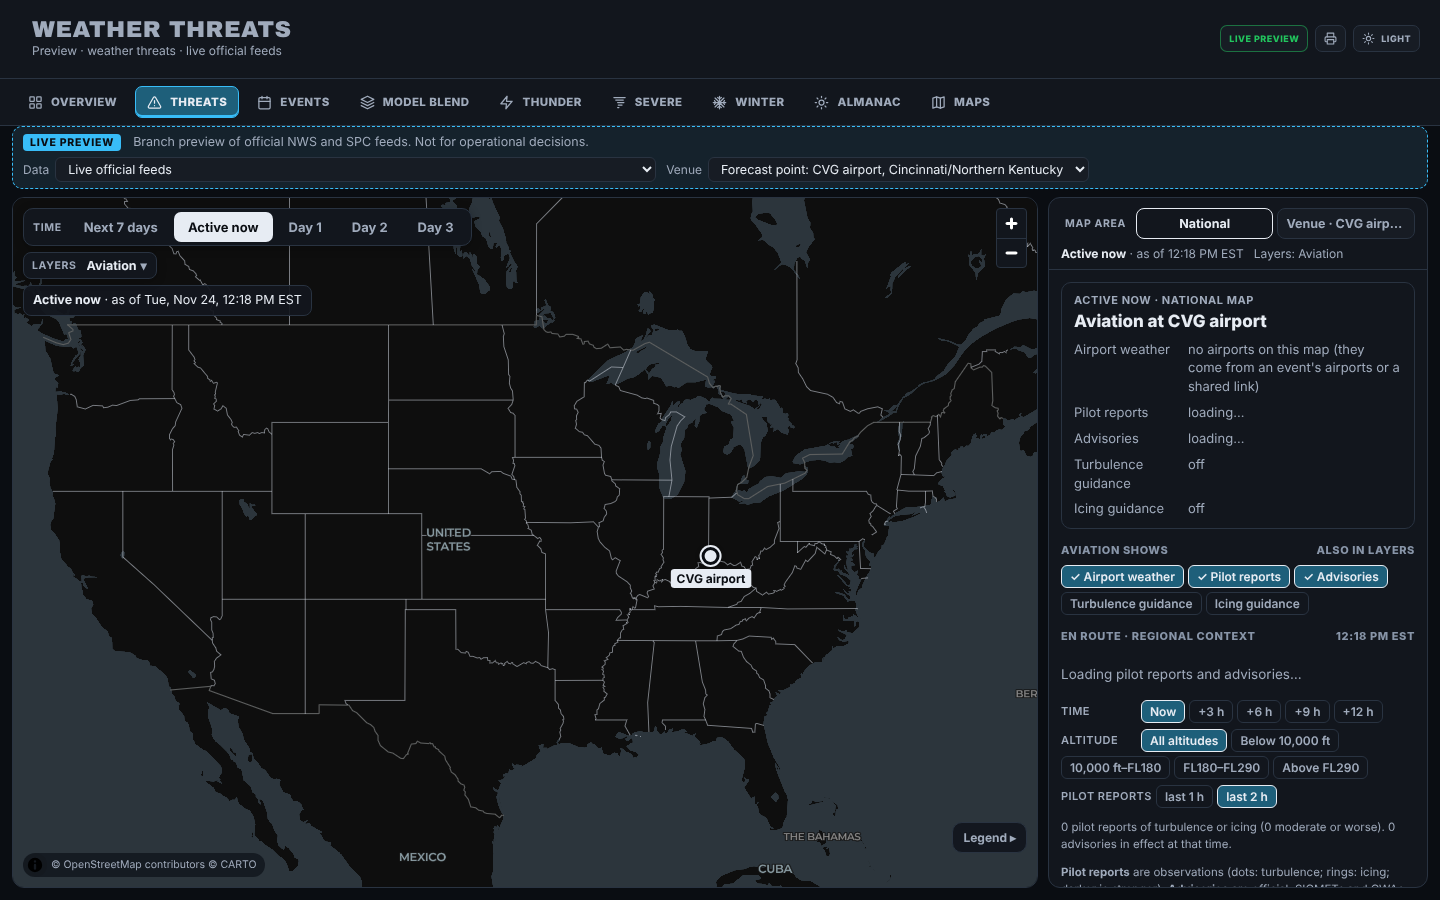 WEATHER THREATS
Preview · weather threats · live official feeds
LIVE PREVIEW
LIGHT
OVERVIEW
THREATS
EVENTS
MODEL BLEND
THUNDER
SEVERE
WINTER
ALMANAC
MAPS
LIVE PREVIEW Branch preview of official NWS and SPC feeds. Not for operational decisions.
Data Live official feeds Venue Forecast point: CVG airport, Cincinnati/Northern Kentucky
TIME Next 7 days Active now Day 1 Day 2 Day 3
LAYERS Aviation ▾
Active now · as of Tue, Nov 24, 12:18 PM EST
+
−
UNITED
STATES
CVG airport
BER
THE BAHAMAS
MEXICO
CUBA
Legend ▸
© OpenStreetMap contributors © CARTO
MAP AREA National Venue · CVG airp...
Active now · as of 12:18 PM EST Layers: Aviation
ACTIVE NOW · NATIONAL MAP
Aviation at CVG airport
Airport weather no airports on this map (they
come from an event's airports or a
shared link)
Pilot reports loading...
Advisories loading...
Turbulence off
guidance
Icing guidance off
AVIATION SHOWS ALSO IN LAYERS
✓ Airport weather ✓ Pilot reports ✓ Advisories
Turbulence guidance Icing guidance
EN ROUTE · REGIONAL CONTEXT 12:18 PM EST
Loading pilot reports and advisories...
TIME Now +3 h +6 h +9 h +12 h
ALTITUDE All altitudes Below 10,000 ft
10,000 ft–FL180 FL180–FL290 Above FL290
PILOT REPORTS last 1 h last 2 h
0 pilot reports of turbulence or icing (0 moderate or worse). 0
advisories in effect at that time.
Pilot reports are observations (dots: turbulence; rings: icing;